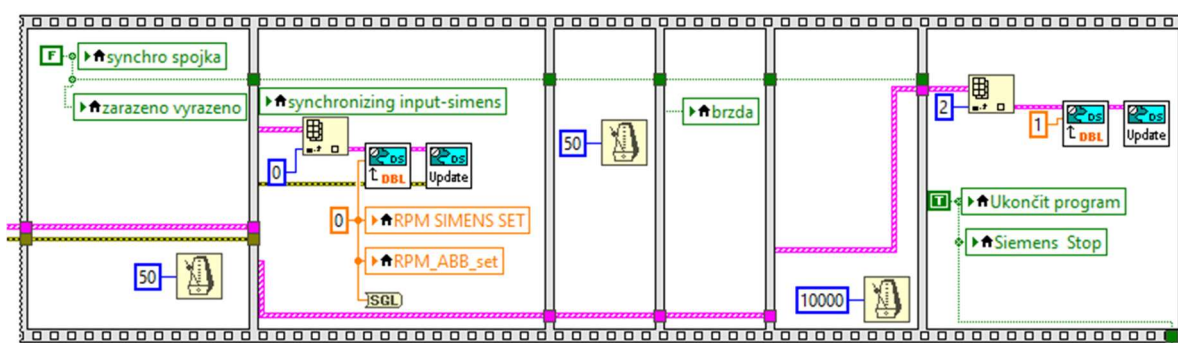 F
synchro spojka
zarazeno vyrazeno
50
synchronizing input-simens
0
DS
DBL
DS
Update
0
RPM SIMENS SET
RPM_ABB_set
SGL
50
brzda
10000
2
1
DS
DBL
DS
Update
T
Ukončit program
Siemens Stop